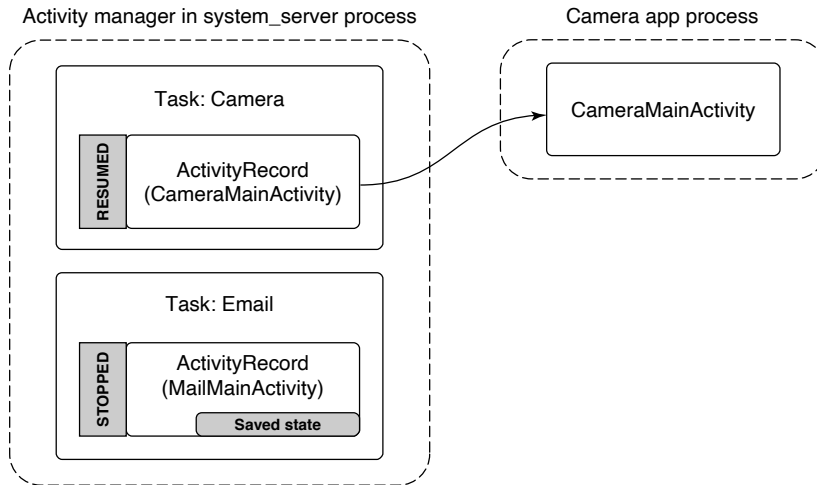 Activity manager in system_server process
Camera app process
Task: Camera
RESUMED
ActivityRecord
(CameraMainActivity)
CameraMainActivity
Task: Email
STOPPED
ActivityRecord
(MailMainActivity)
Saved state